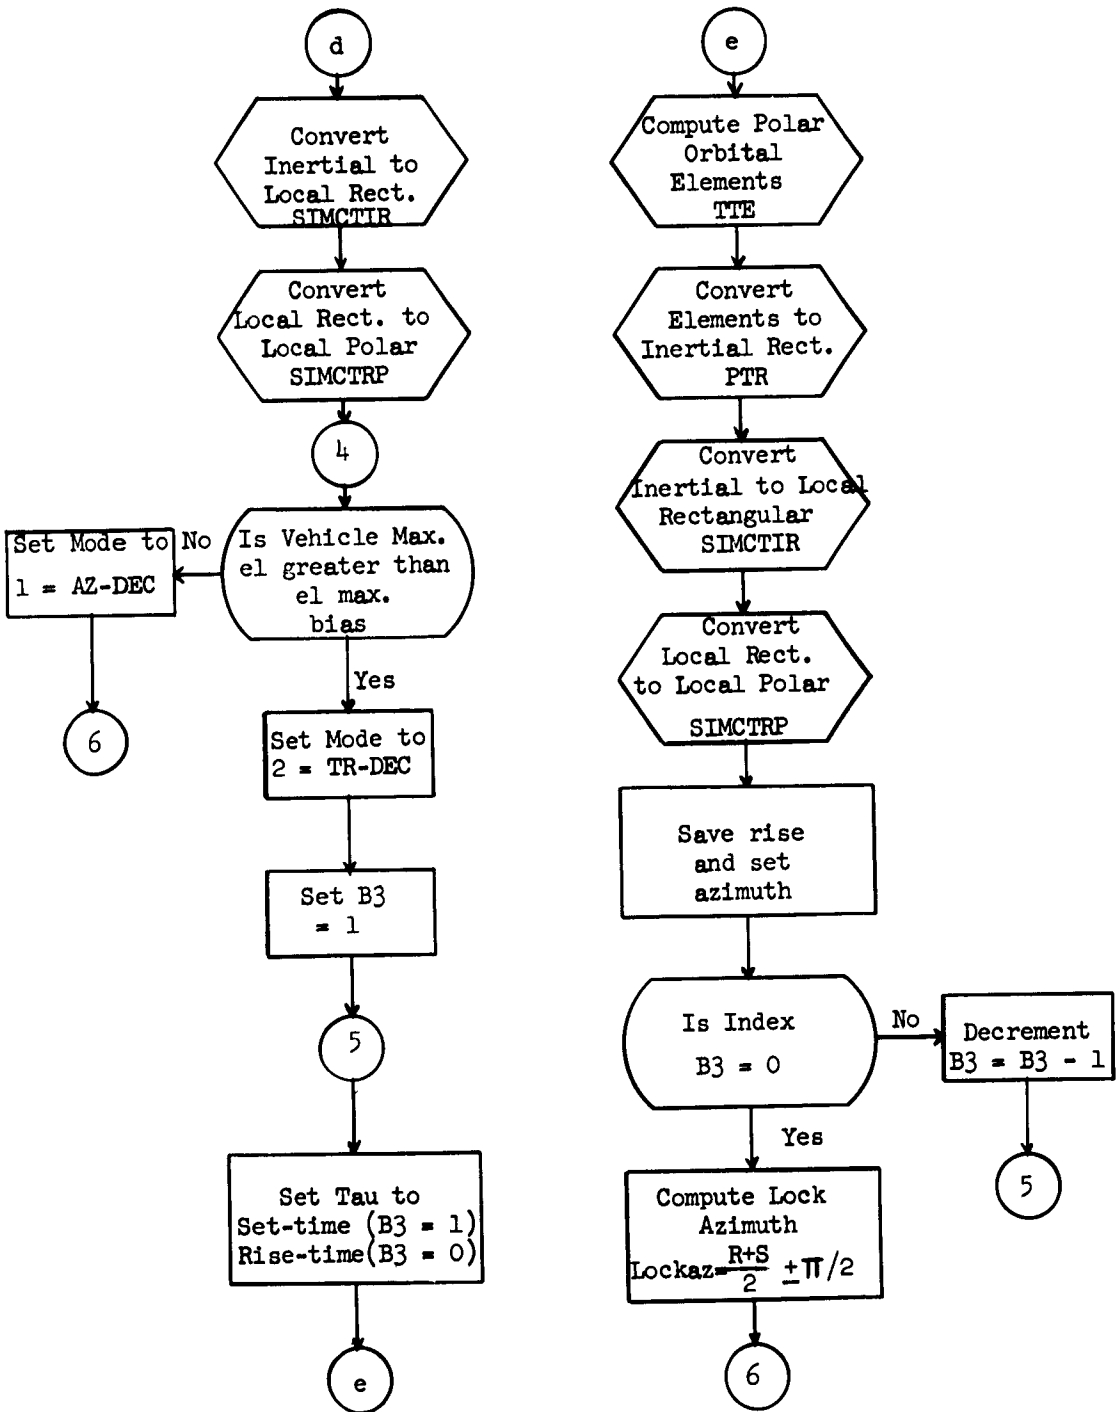 d
Convert
Inertial to
Local Rect.
SIMCTIR
Convert
Local Rect. to
Local Polar
SIMCTRP
4
Is Vehicle Max.
el greater than
el max.
bias
No
Set Mode to
1 = AZ-DEC
6
Yes
Set Mode to
2 = TR-DEC
Set B3
= 1
5
Set Tau to
Set-time (B3 = 1)
Rise-time(B3 = 0)
e
e
Compute Polar
Orbital
Elements
TTE
Convert
Elements to
Inertial Rect.
PTR
Convert
Inertial to Local
Rectangular
SIMCTIR
Convert
Local Rect.
to Local Polar
SIMCTRP
Save rise
and set
azimuth
Is Index
B3 = 0
No
Decrement
B3 = B3 - 1
5
Yes
Compute Lock
Azimuth
Lockaz=R+S/2 ±π/2
6